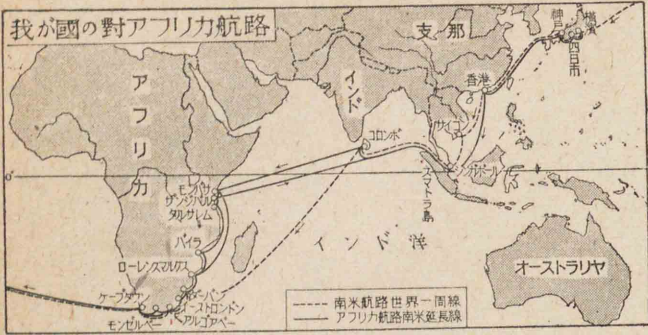 我が國の對アフリカ航路
支那
神戸
横濱
四日市
香港
アフリカ
インド
サイゴン
コロンボ
シンガポール
スマトラ島
0°
モンバサ
ザンジバル
ダルサレム
バイラ
ローレンスマルクス
ダーバン
イーストロンドン
アルゴアベー
ケープタウン
モンゼルベー
インド洋
オーストラリヤ
南米航路世界一周線
アフリカ航路南米延長線